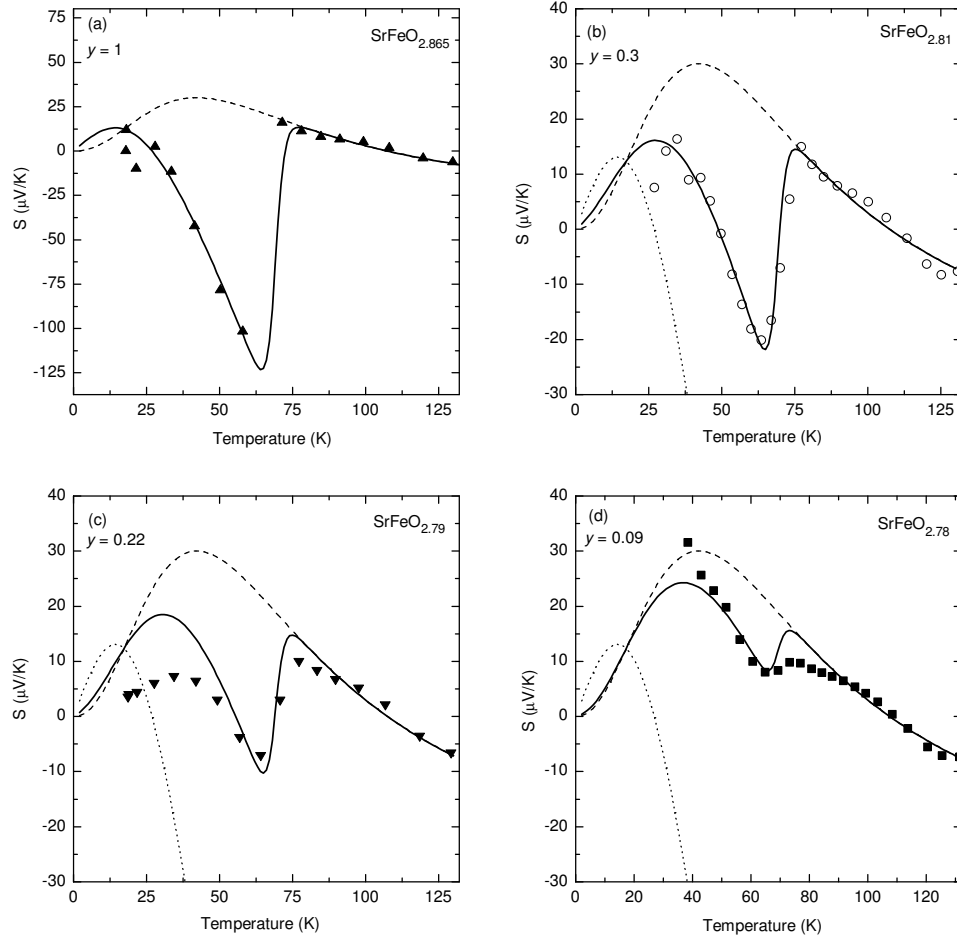 (a)
y = 1
SrFeO2.865
75
50
25
0
-25
-50
-75
-100
-125
S (μV/K)
0 25 50 75 100 125
Temperature (K)
(b)
y = 0.3
SrFeO2.81
40
30
20
10
0
-10
-20
-30
S (μV/K)
0 25 50 75 100 125
Temperature (K)
(c)
y = 0.22
SrFeO2.79
40
30
20
10
0
-10
-20
-30
S (μV/K)
0 25 50 75 100 125
Temperature (K)
(d)
y = 0.09
SrFeO2.78
40
30
20
10
0
-10
-20
-30
S (μV/K)
0 20 40 60 80 100 120
Temperature (K)